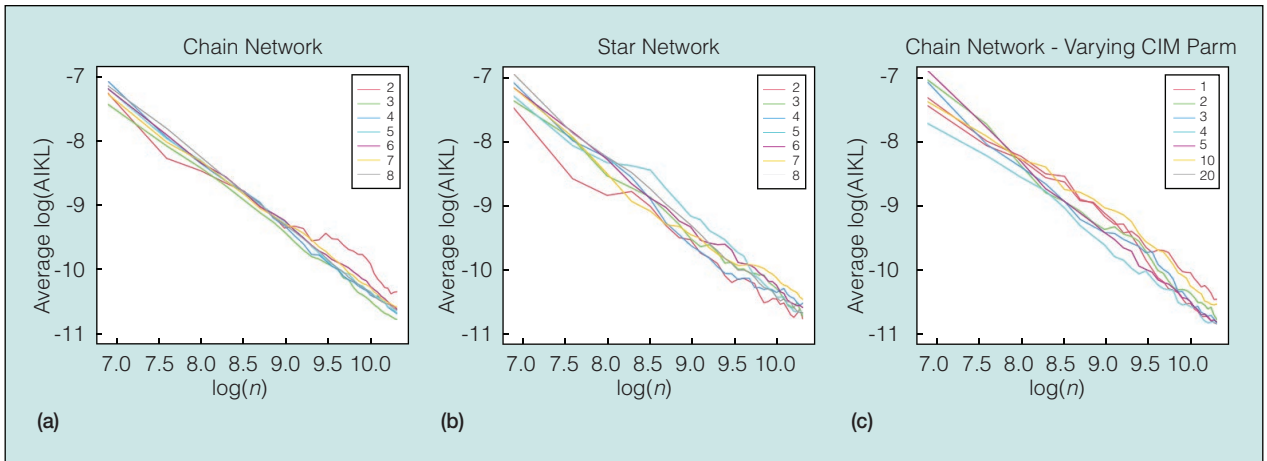 Chain Network
Average log(AIKL)
-7
-8
-9
-10
-11
2
3
4
5
6
7
8
7.0 7.5 8.0 8.5 9.0 9.5 10.0
log(n)
(a)
Star Network
Average log(AIKL)
-7
-8
-9
-10
-11
2
3
4
5
6
7
8
7.0 7.5 8.0 8.5 9.0 9.5 10.0
log(n)
(b)
Chain Network - Varying CIM Parm
Average log(AIKL)
-7
-8
-9
-10
-11
1
2
3
4
5
10
20
7.0 7.5 8.0 8.5 9.0 9.5 10.0
log(n)
(c)